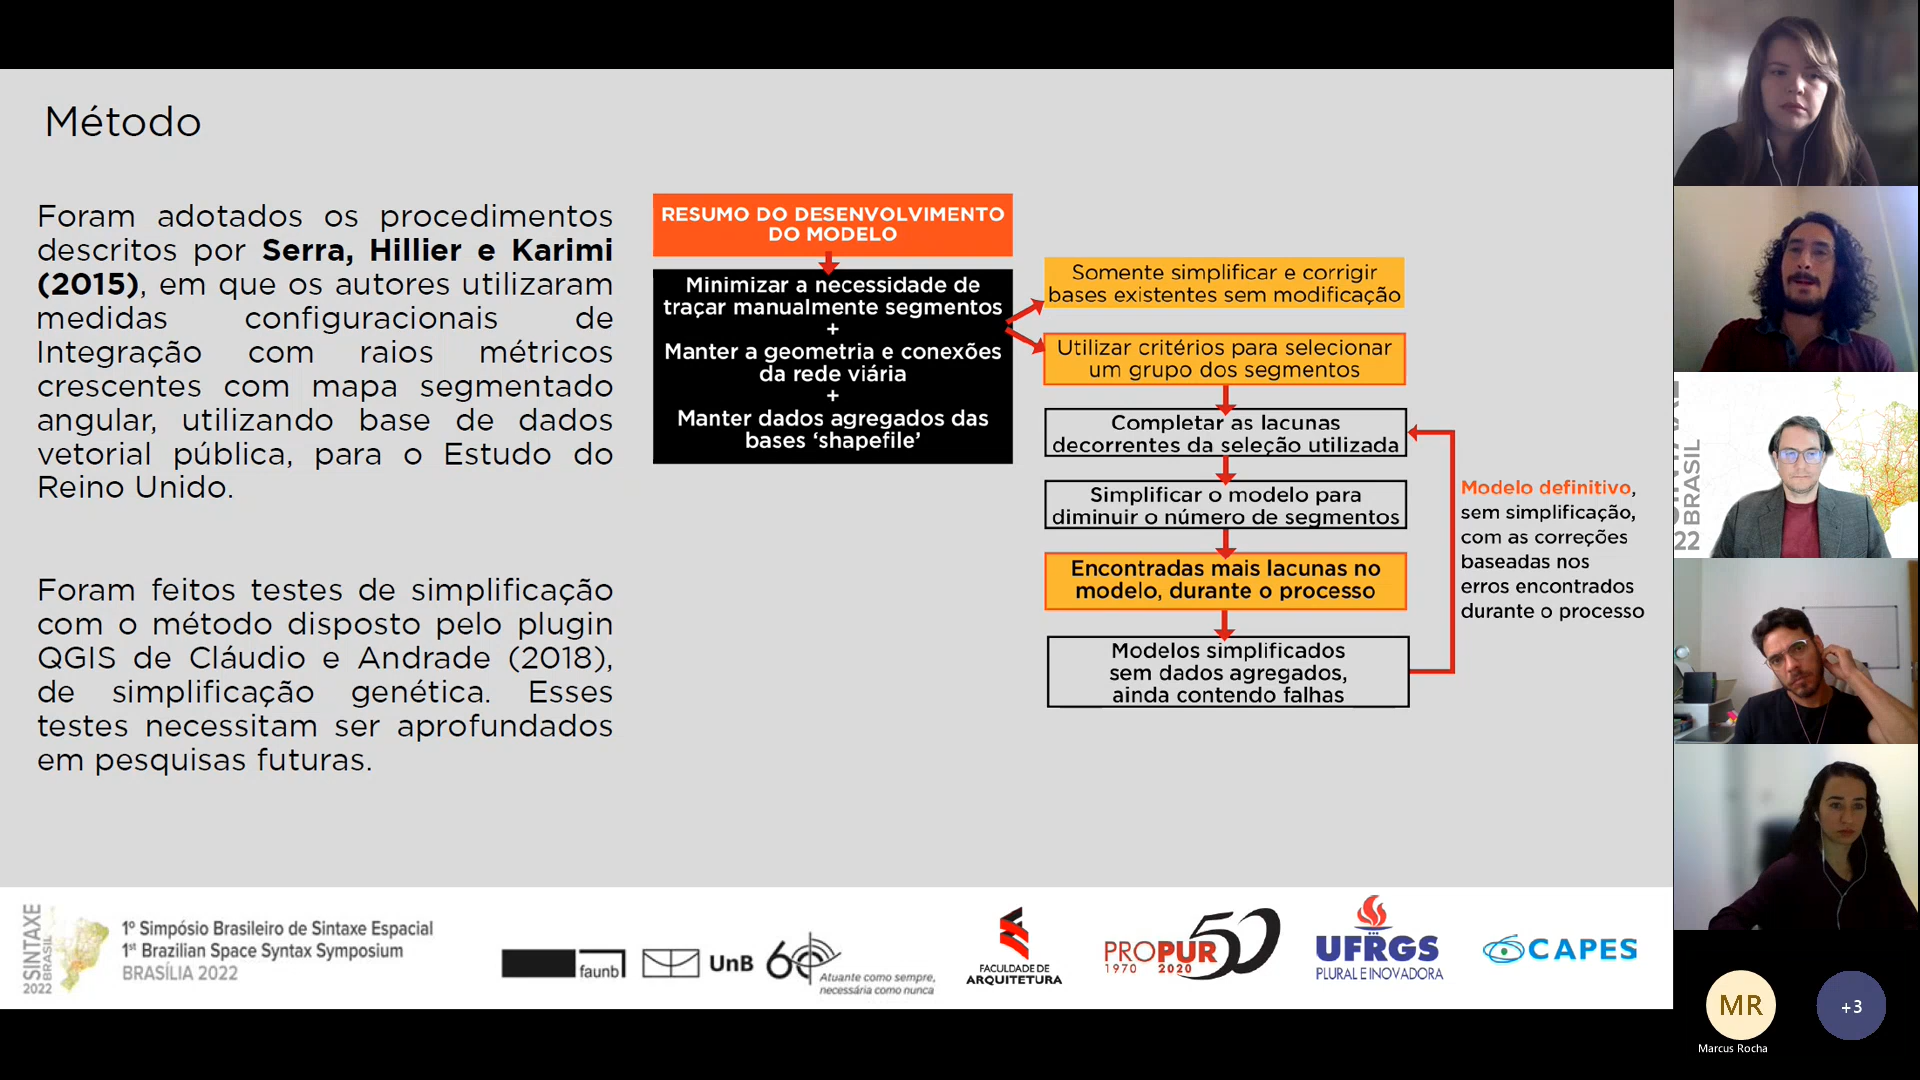 Método
Foram adotados os procedimentos
descritos por Serra, Hillier e Karimi
(2015), em que os autores utilizaram
medidas configuracionais de
Integração com raios métricos
crescentes com mapa segmentado
angular, utilizando base de dados
vetorial pública, para o Estudo do
Reino Unido.
Foram feitos testes de simplificação
com o método disposto pelo plugin
QGIS de Cláudio e Andrade (2018),
de simplificação genética. Esses
testes necessitam ser aprofundados
em pesquisas futuras.
RESUMO DO DESENVOLVIMENTO
DO MODELO
Minimizar a necessidade de
traçar manualmente segmentos
+
Manter a geometria e conexões
da rede viária
+
Manter dados agregados das
bases ‘shapefile’
Somente simplificar e corrigir
bases existentes sem modificação
Utilizar critérios para selecionar
um grupo dos segmentos
Completar as lacunas
decorrentes da seleção utilizada
Simplificar o modelo para
diminuir o número de segmentos
Encontradas mais lacunas no
modelo, durante o processo
Modelos simplificados
sem dados agregados,
ainda contendo falhas
Modelo definitivo,
sem simplificação,
com as correções
baseadas nos
erros encontrados
durante o processo
SINTAXE
BRASIL
2022
1º Simpósio Brasileiro de Sintaxe Espacial
1st Brazilian Space Syntax Symposium
BRASÍLIA 2022
faunb
UnB
60
Atuante como sempre,
necessária como nunca
FACULDADE DE
ARQUITETURA
PROPUR 50
1970 2020
UFRGS
PLURAL E INOVADORA
CAPES
BRASIL
22
MR
Marcus Rocha
+3